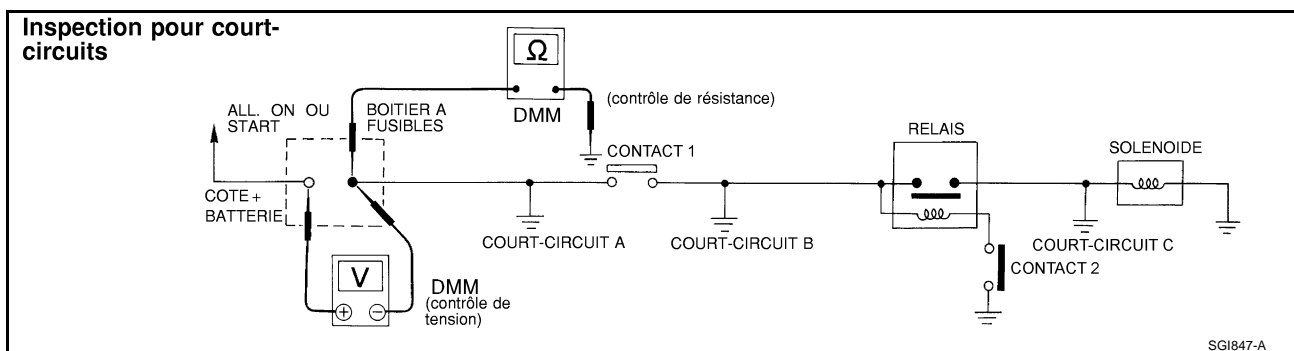 Inspection pour court-
circuits
Ω
DMM
(contrôle de résistance)
ALL. ON OU
START
BOITIER A
FUSIBLES
COTE+
BATTERIE
CONTACT 1
RELAIS
SOLENOIDE
COURT-CIRCUIT A
COURT-CIRCUIT B
COURT-CIRCUIT C
CONTACT 2
V
+ −
DMM
(contrôle de
tension)
SGI847-A